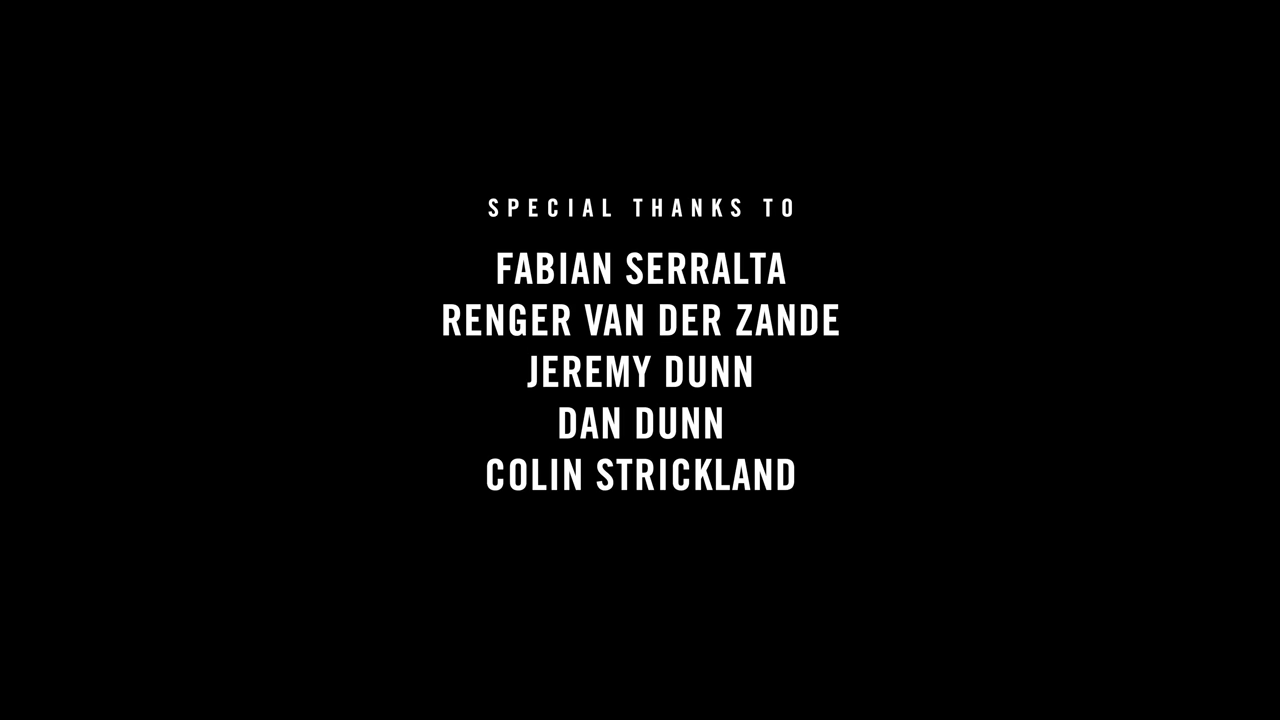 SPECIAL THANKS TO
FABIAN SERRALTA
RENGER VAN DER ZANDE
JEREMY DUNN
DAN DUNN
COLIN STRICKLAND